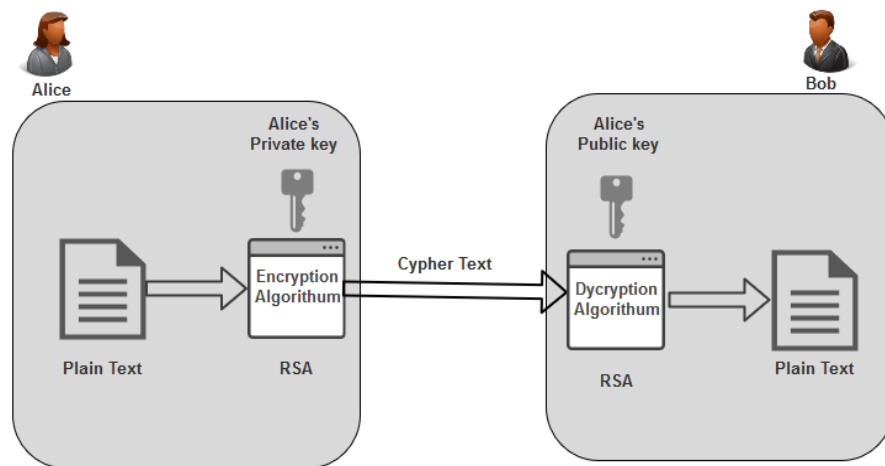 Alice
Bob
Alice's
Private key
Alice's
Public key
Encryption
Algorithum
Cypher Text
Dycryption
Algorithum
Plain Text
RSA
RSA
Plain Text